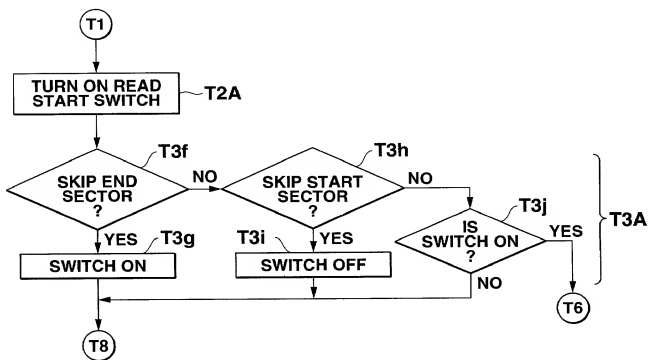 T1
TURN ON READ
START SWITCH
T2A
T3f
SKIP END
SECTOR
?
NO
YES
T3g
SWITCH ON
T3h
SKIP START
SECTOR
?
NO
YES
T3i
SWITCH OFF
T3j
IS
SWITCH ON
?
YES
NO
T3A
T6
T8